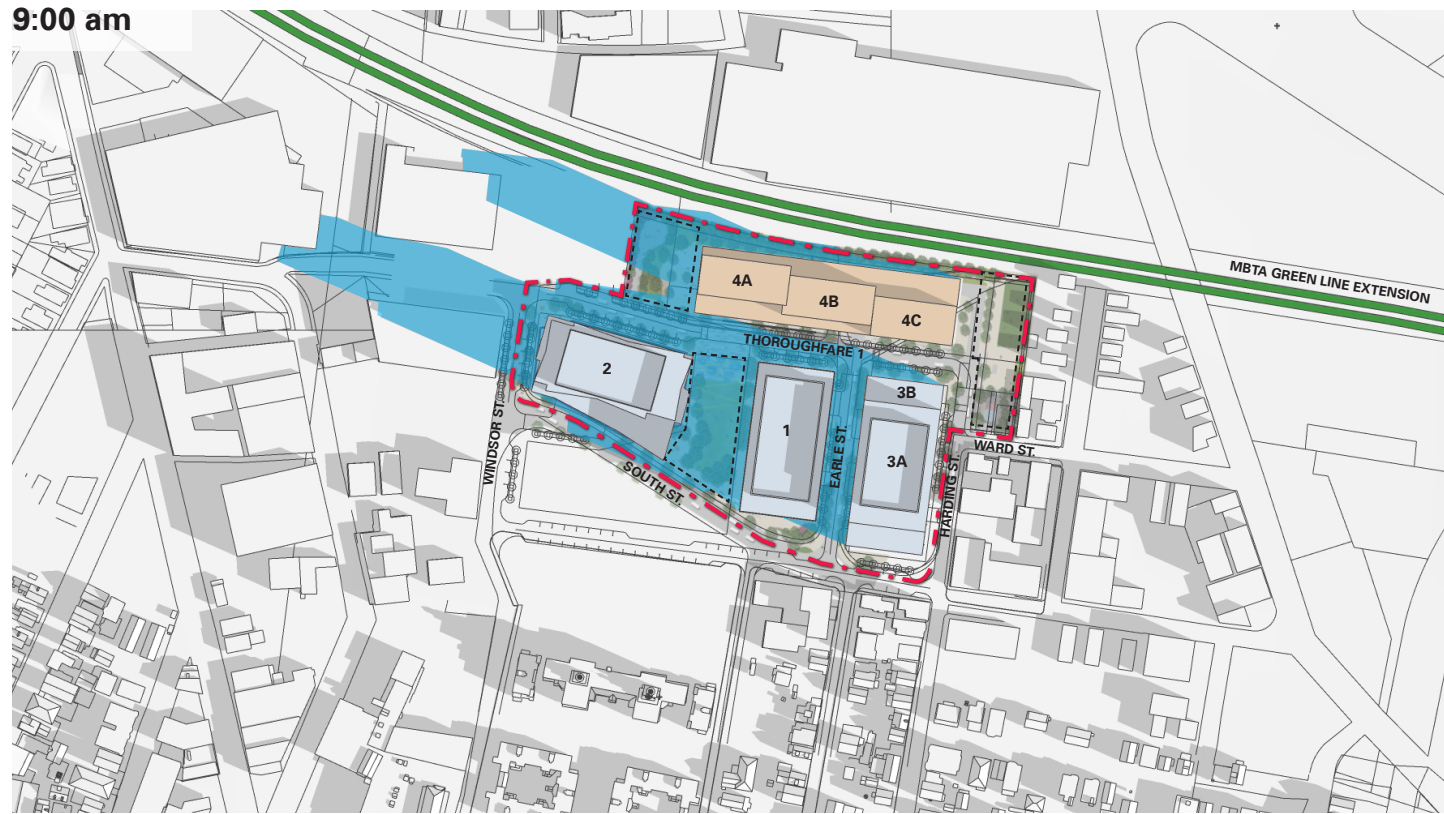 9:00 am
MBTA GREEN LINE EXTENSION
4A
4B
4C
THOROUGHFARE 1
2
3B
1
3A
WINDSOR ST.
SOUTH ST.
EARLE ST.
HARDING ST.
WARD ST.